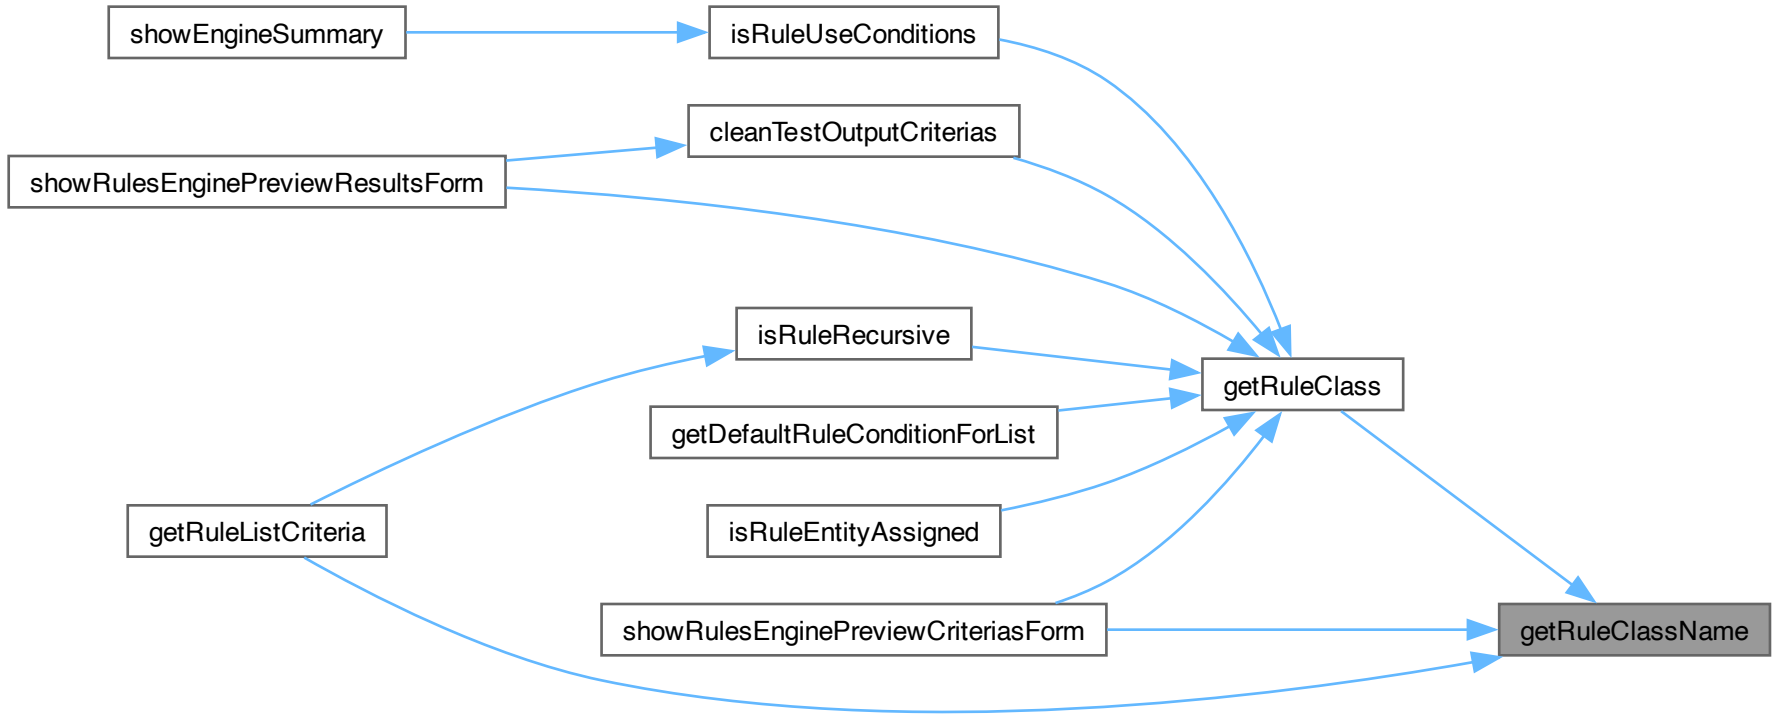 showEngineSummary
isRuleUseConditions
cleanTestOutputCriterias
showRulesEnginePreviewResultsForm
isRuleRecursive
getRuleClass
getDefaultRuleConditionForList
getRuleListCriteria
isRuleEntityAssigned
showRulesEnginePreviewCriteriasForm
getRuleClassName